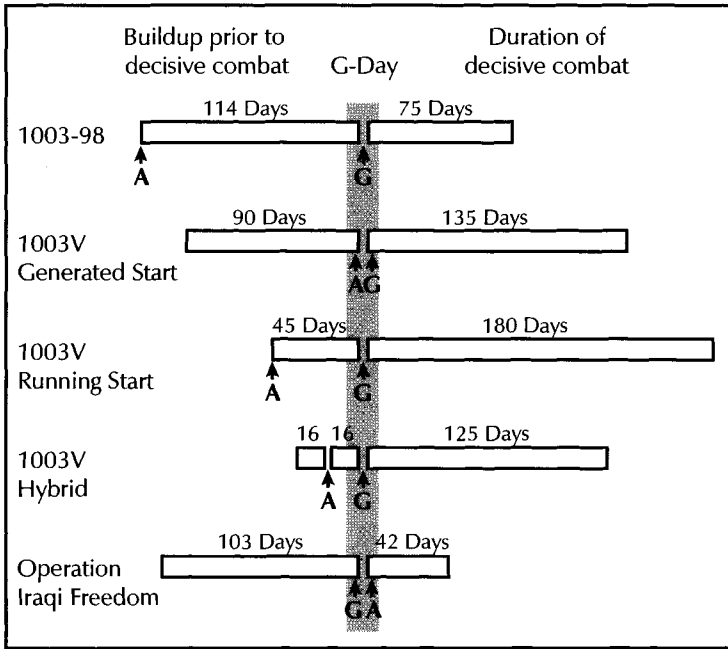 Buildup prior to
decisive combat
G-Day
Duration of
decisive combat
114 Days
75 Days
1003-98
A
G
90 Days
135 Days
1003V
Generated Start
A G
45 Days
180 Days
1003V
Running Start
A
G
16
16
125 Days
1003V
Hybrid
A
G
103 Days
42 Days
Operation
Iraqi Freedom
G A